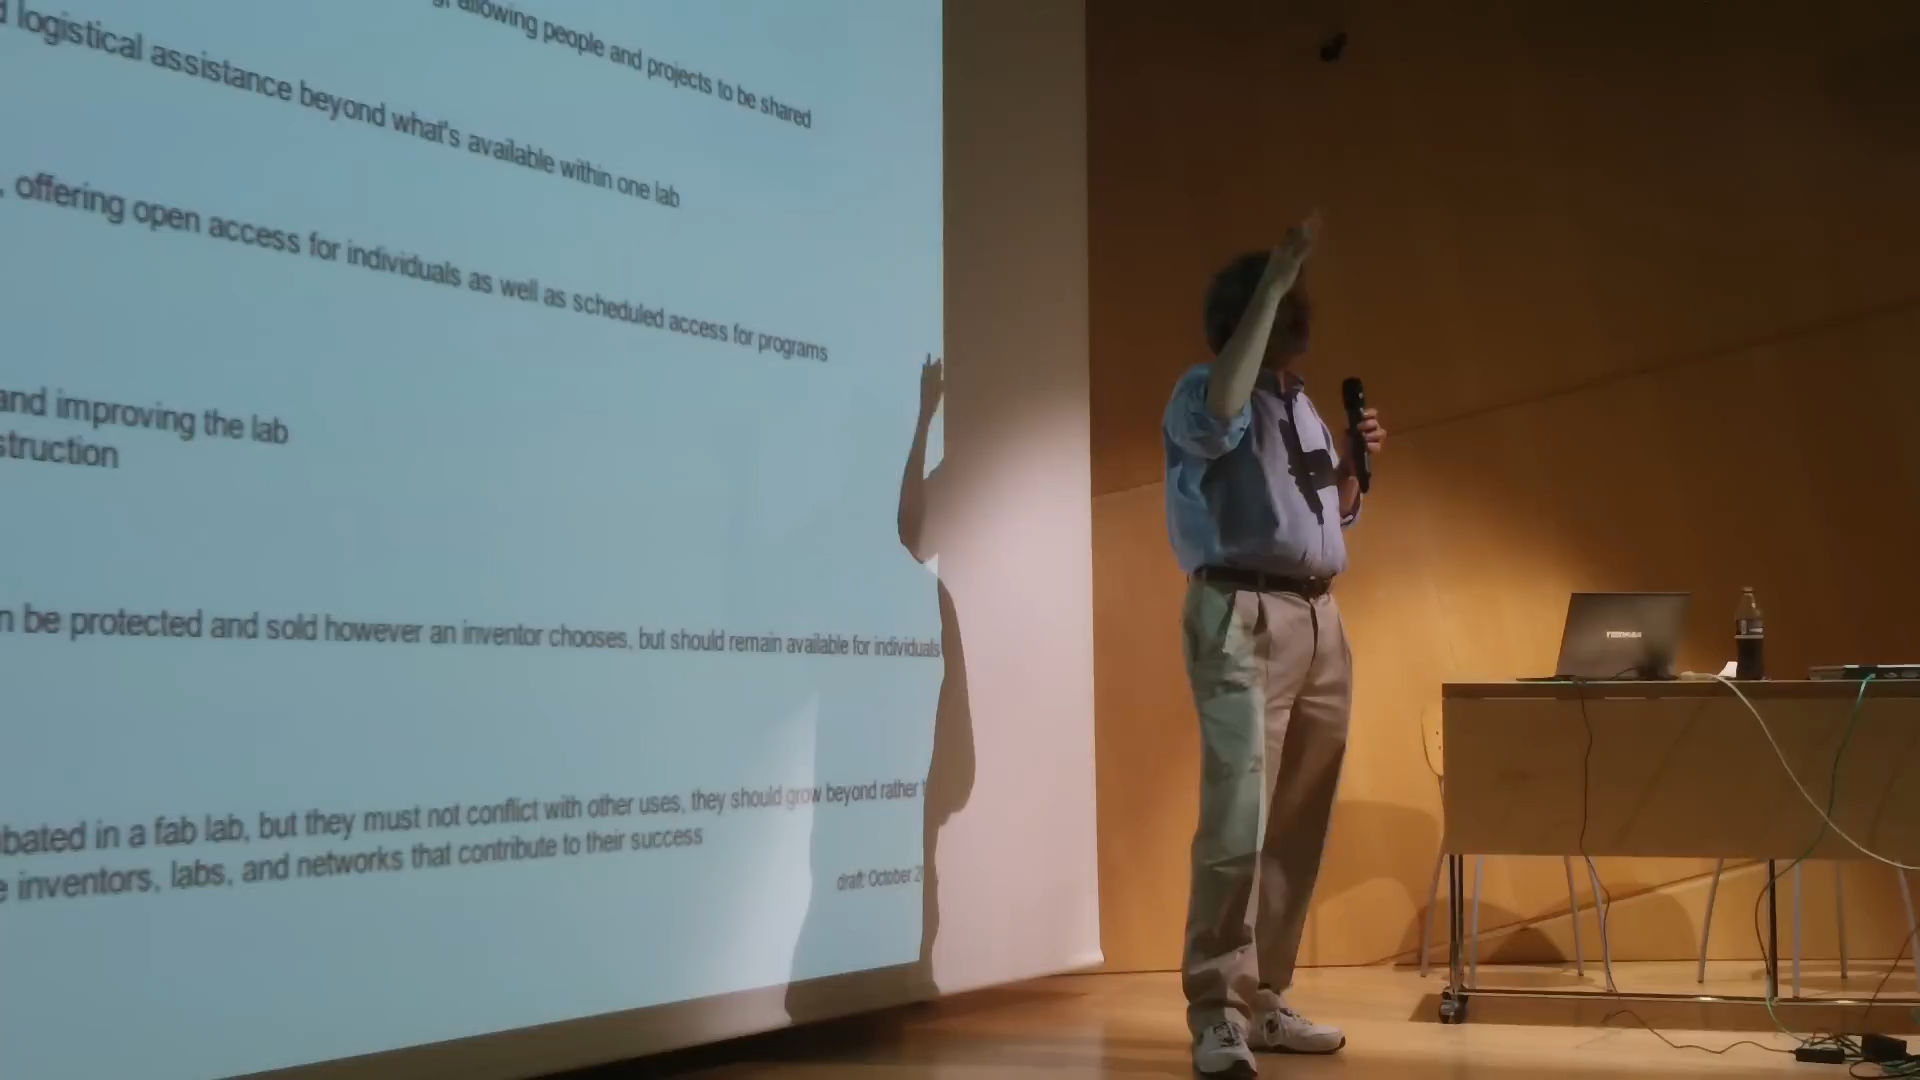 allowing people and projects to be shared
logistical assistance beyond what's available within one lab
, offering open access for individuals as well as scheduled access for programs
and improving the lab
struction
n be protected and sold however an inventor chooses, but should remain available for individuals
bated in a fab lab, but they must not conflict with other uses, they should grow beyond rather
inventors, labs, and networks that contribute to their success
draft: October 2
TOSHIBA